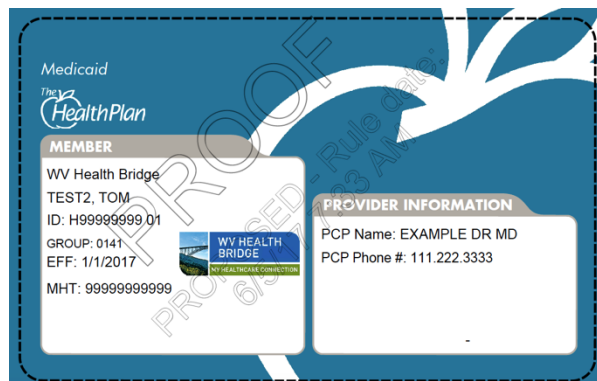 Medicaid
The
HealthPlan
MEMBER
WV Health Bridge
TEST2, TOM
ID: H99999999 01
GROUP: 0141
EFF: 1/1/2017
MHT: 99999999999
WV HEALTH
BRIDGE
MY HEALTHCARE CONNECTION
PROVIDER INFORMATION
PCP Name: EXAMPLE DR MD
PCP Phone #: 111.222.3333
-
PROOF
- Rule date: